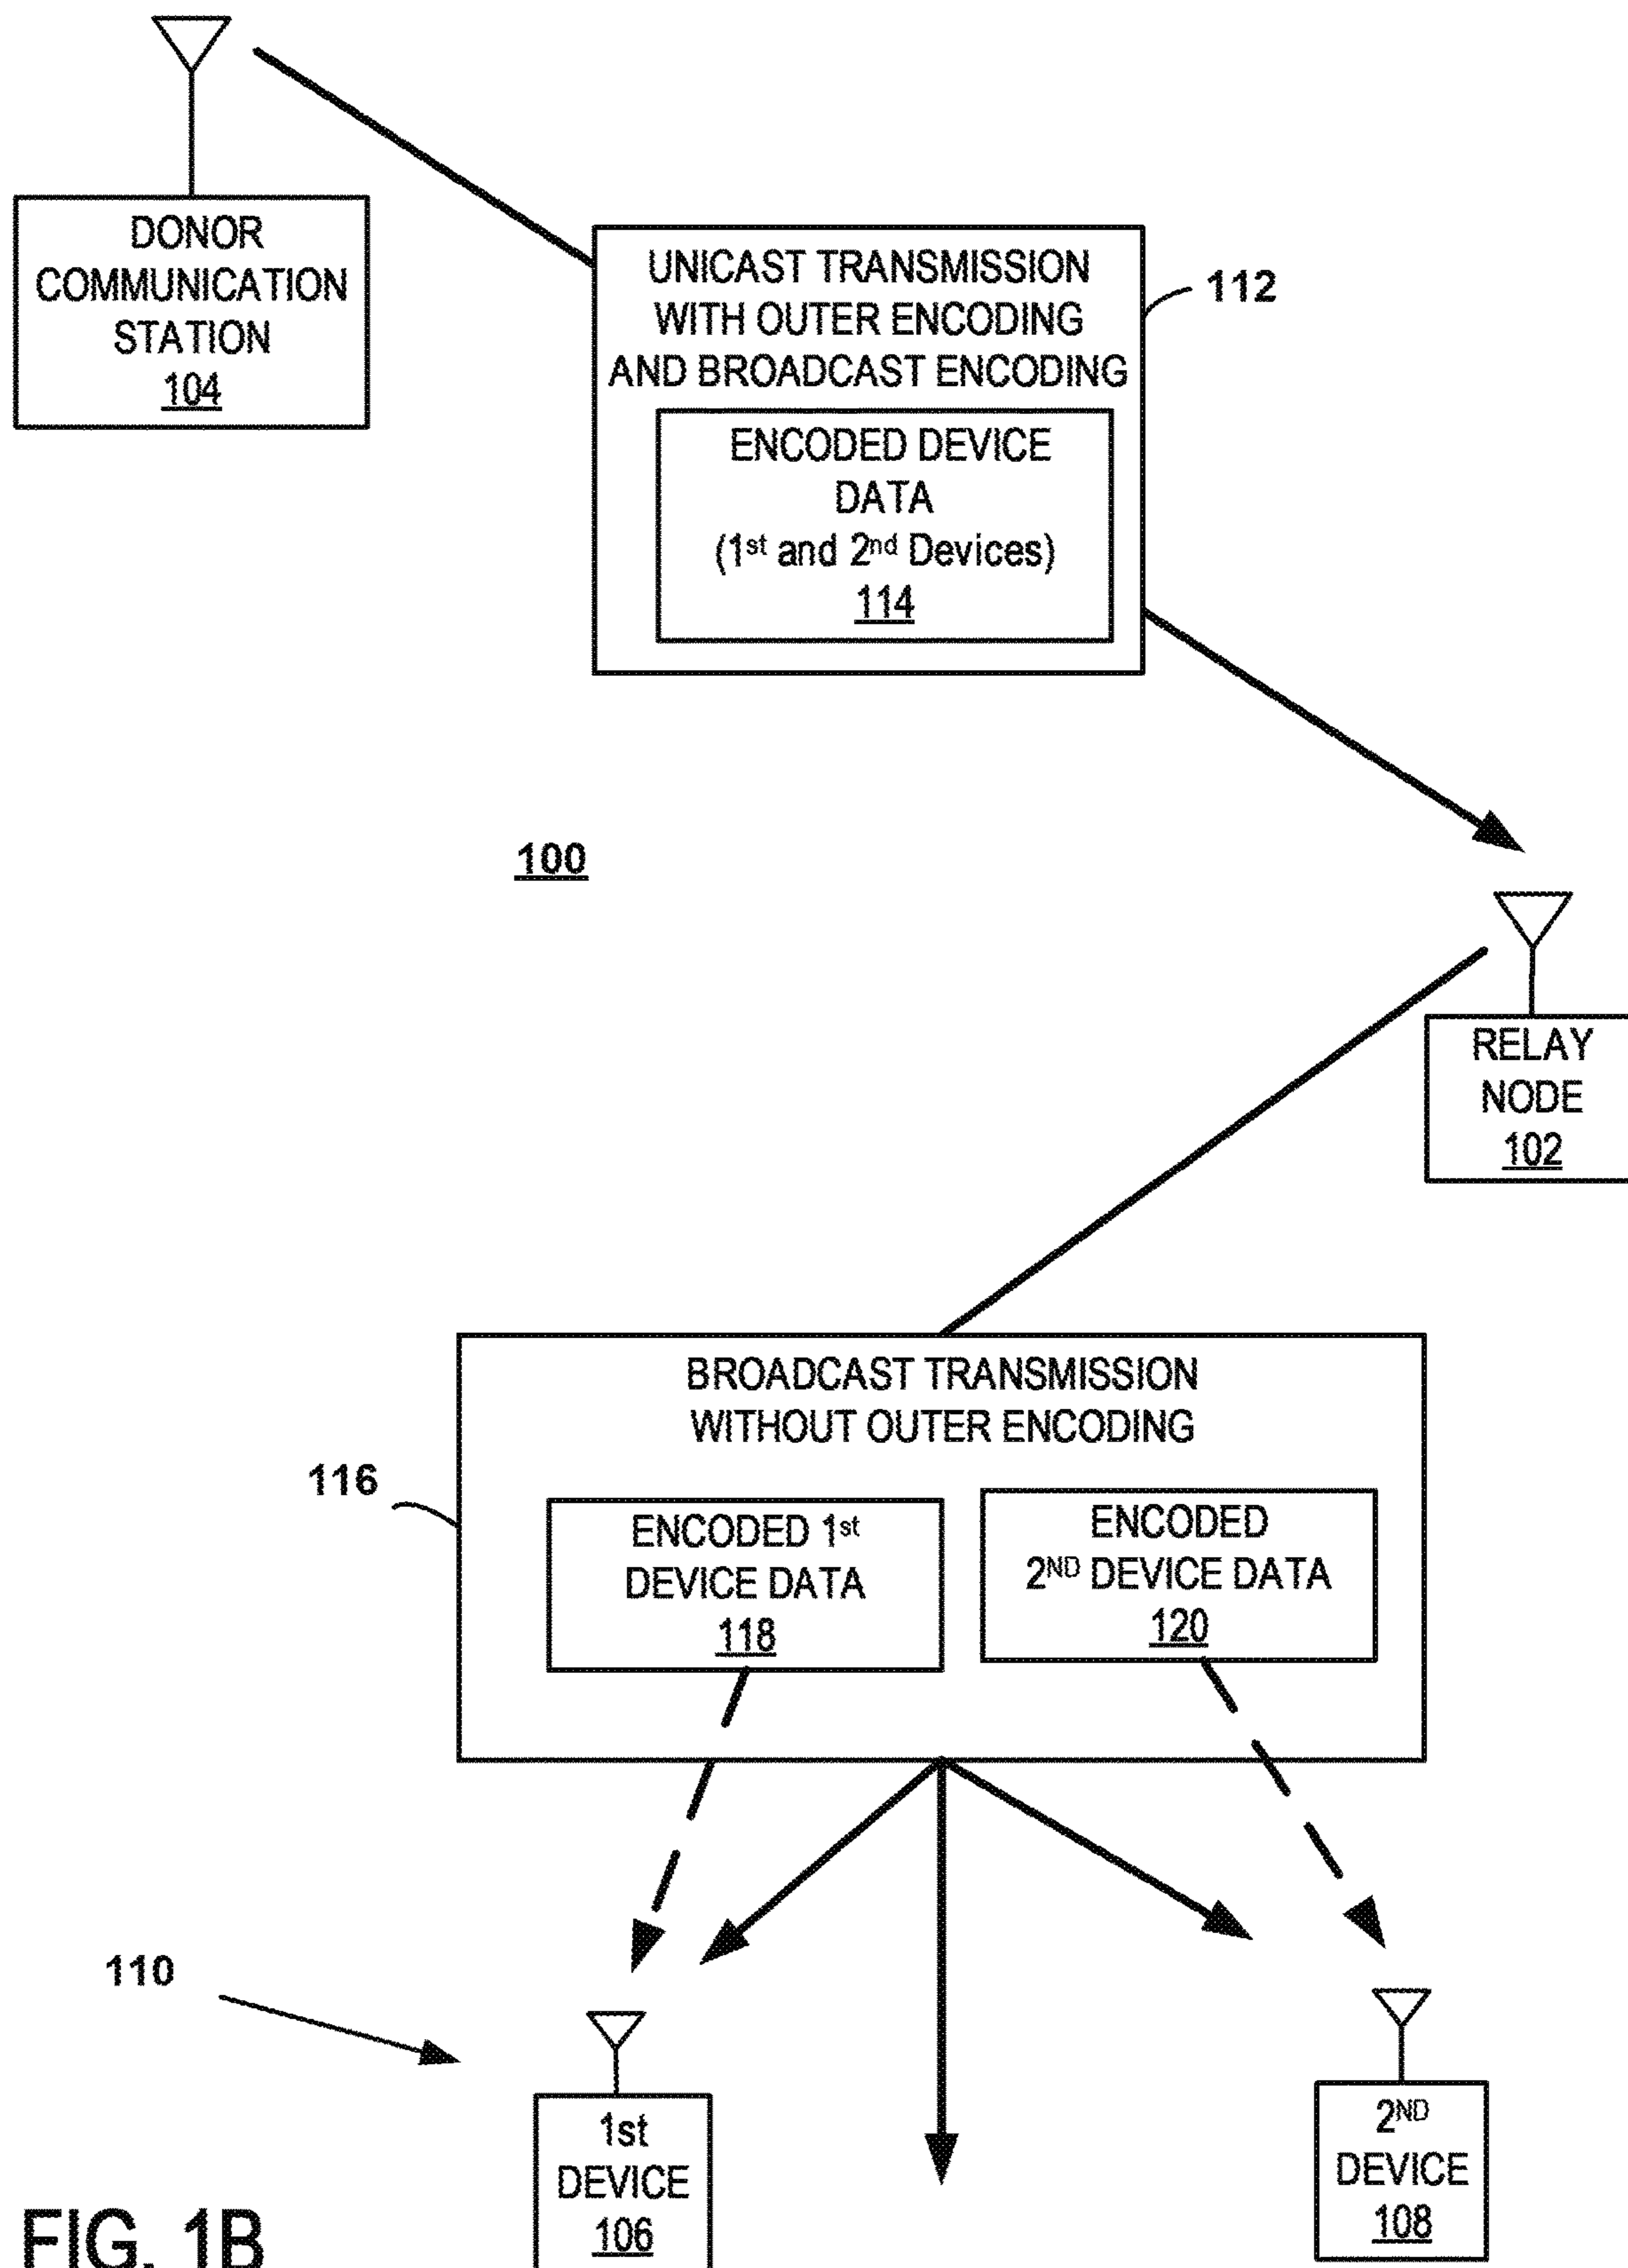 DONOR
COMMUNICATION
STATION
104
UNICAST TRANSMISSION
WITH OUTER ENCODING
AND BROADCAST ENCODING
112
ENCODED DEVICE
DATA
(1st and 2nd Devices)
114
100
RELAY
NODE
102
BROADCAST TRANSMISSION
WITHOUT OUTER ENCODING
116
ENCODED 1st
DEVICE DATA
118
ENCODED
2ND DEVICE DATA
120
110
1st
DEVICE
106
2ND
DEVICE
108
FIG. 1B